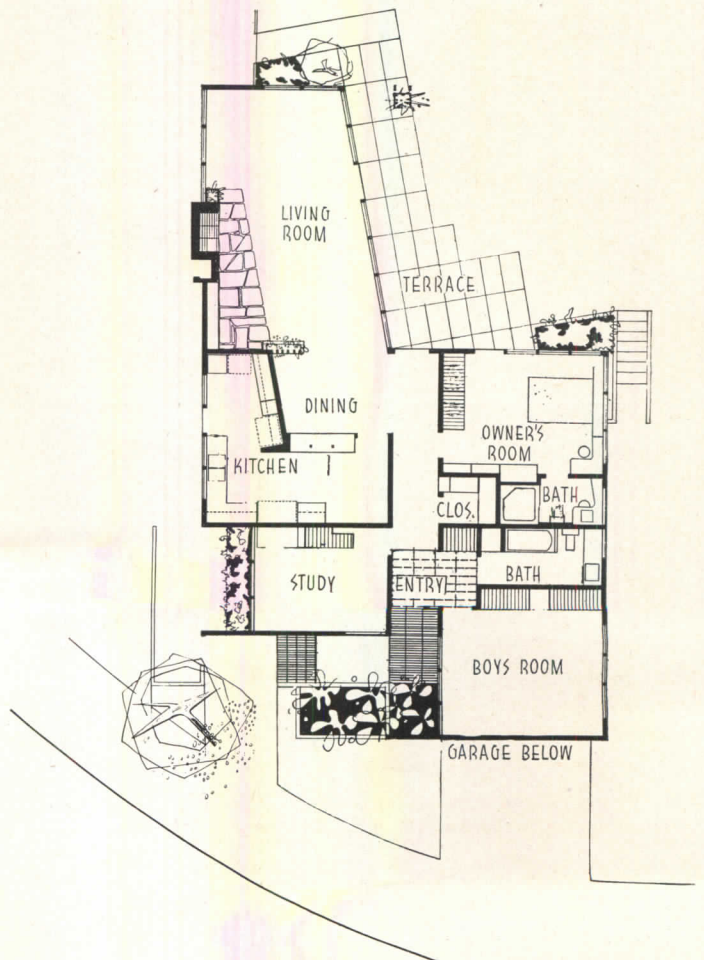 LIVING
ROOM
TERRACE
DINING
OWNER'S
ROOM
KITCHEN
BATH
CLOS.
STUDY
ENTRY
BATH
BOYS ROOM
GARAGE BELOW